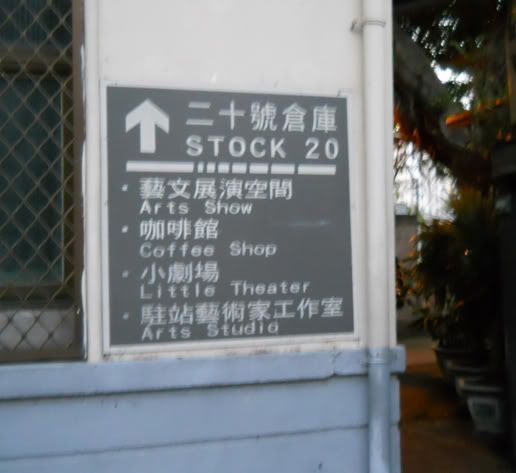 二十號倉庫
STOCK 20
・藝文展演空間
Arts Show
・咖啡館
Coffee Shop
・小劇場
Little Theater
・駐站藝術家工作室
Arts Studio